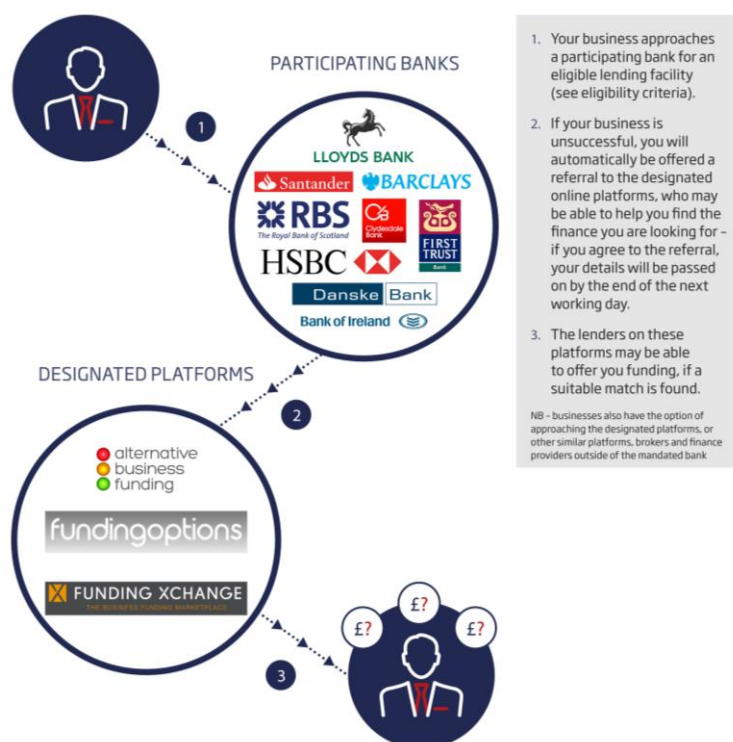 PARTICIPATING BANKS
1
LLOYDS BANK
Santander
BARCLAYS
RBS
The Royal Bank of Scotland
CB
Clydesdale
Bank
FIRST
TRUST
Bank
HSBC
Danske Bank
Bank of Ireland
DESIGNATED PLATFORMS
2
alternative
business
funding
fundingoptions
FUNDING XCHANGE
THE BUSINESS FUNDING MARKETPLACE
£?
£?
£?
3
1. Your business approaches
a participating bank for an
eligible lending facility
(see eligibility criteria).
2. If your business is
unsuccessful, you will
automatically be offered a
referral to the designated
online platforms, who may
be able to help you find the
finance you are looking for –
if you agree to the referral,
your details will be passed
on by the end of the next
working day.
3. The lenders on these
platforms may be able
to offer you funding, if a
suitable match is found.
NB – businesses also have the option of
approaching the designated platforms, or
other similar platforms, brokers and finance
providers outside of the mandated bank